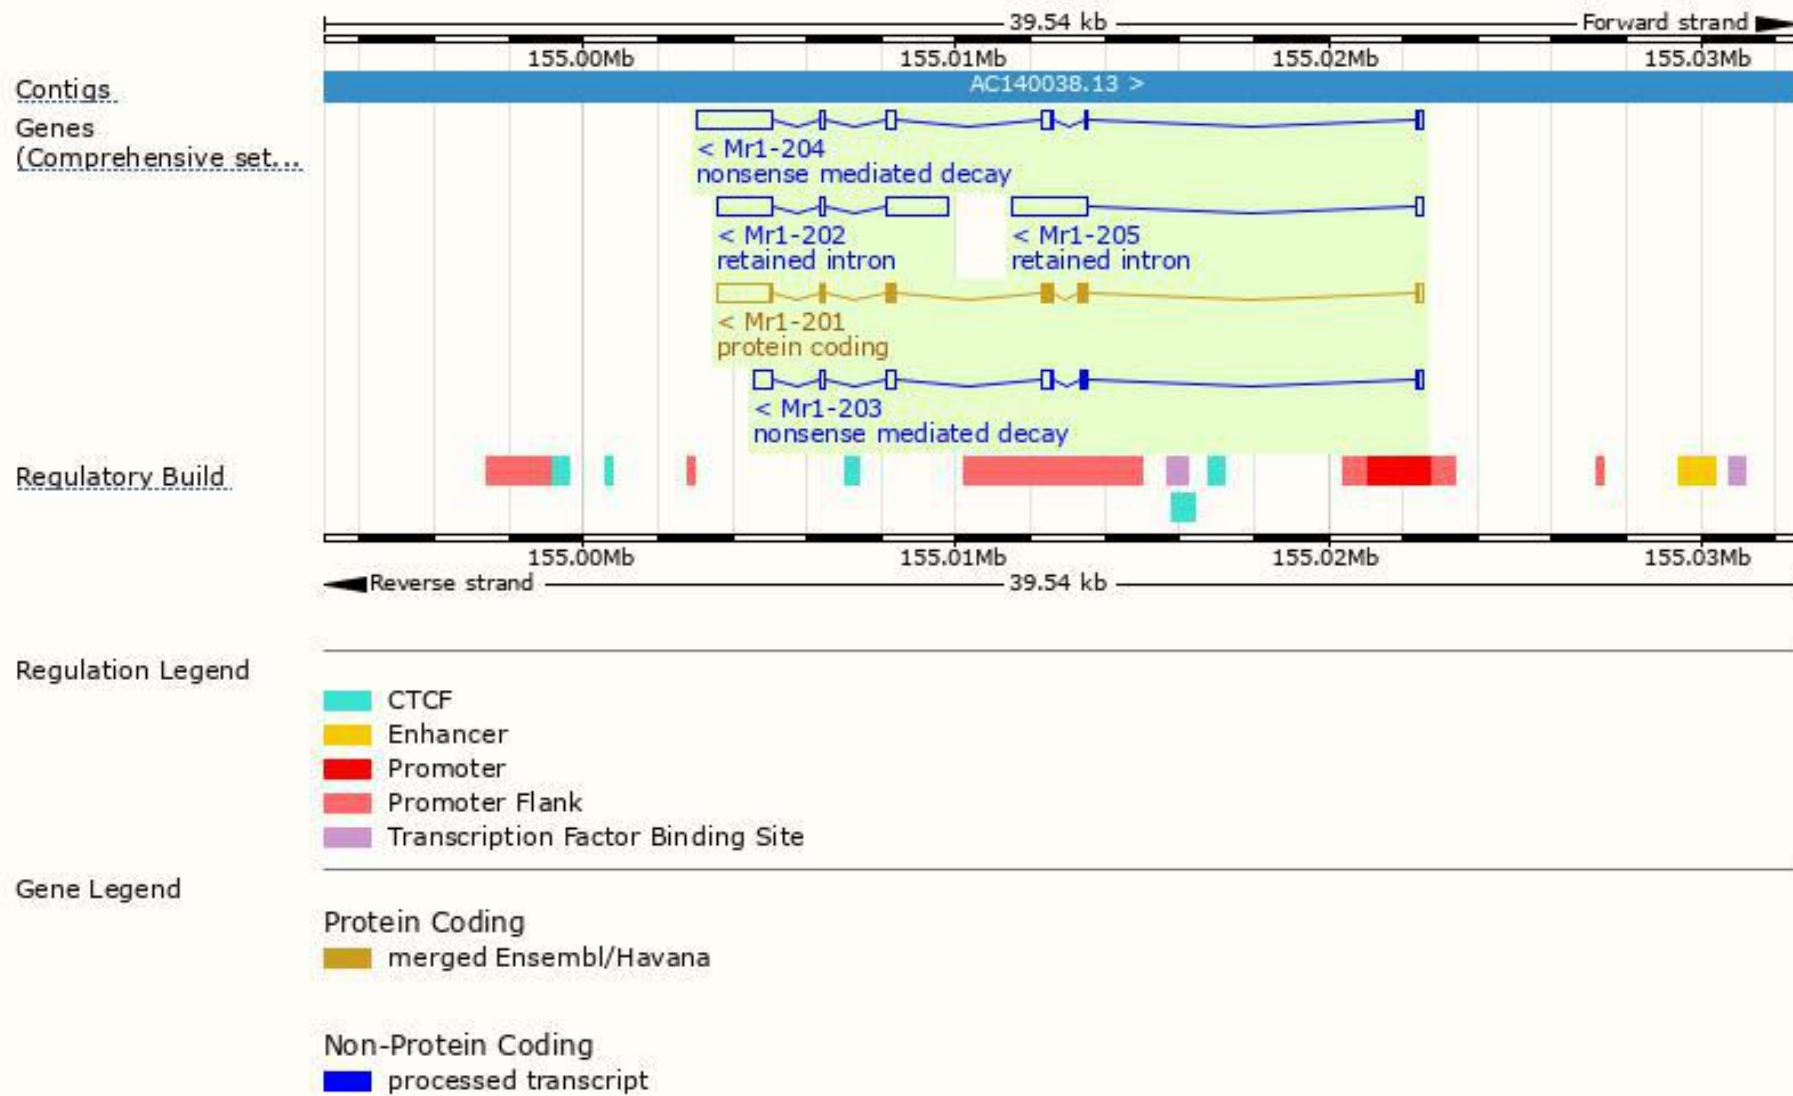 39.54 kb Forward strand
155.00Mb 155.01Mb 155.02Mb 155.03Mb
Contigs AC140038.13 >
Genes
(Comprehensive set...
< Mr1-204
nonsense mediated decay
< Mr1-202 < Mr1-205
retained intron retained intron
< Mr1-201
protein coding
< Mr1-203
nonsense mediated decay
Regulatory Build
155.00Mb 155.01Mb 155.02Mb 155.03Mb
Reverse strand 39.54 kb
Regulation Legend
CTCF
Enhancer
Promoter
Promoter Flank
Transcription Factor Binding Site
Gene Legend
Protein Coding
merged Ensembl/Havana
Non-Protein Coding
processed transcript